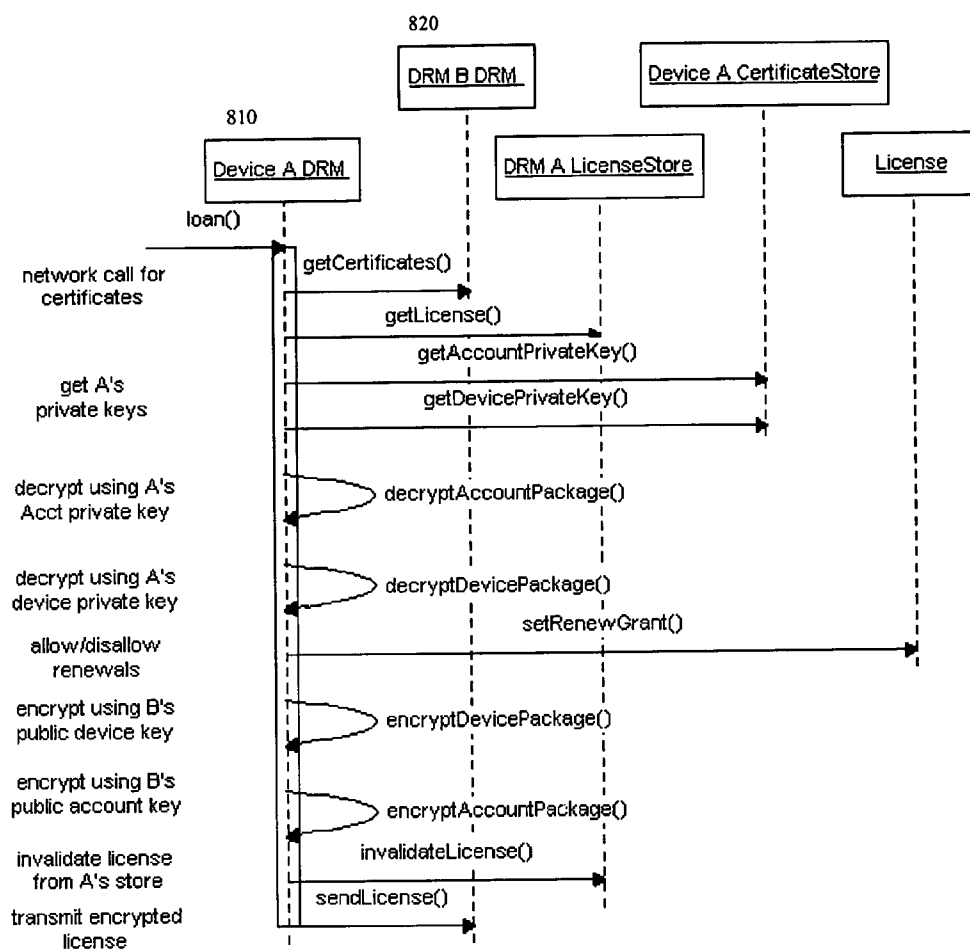 820
DRM B DRM
Device A CertificateStore
810
Device A DRM
DRM A LicenseStore
License
loan()
network call for
certificates
getCertificates()
getLicense()
getAccountPrivateKey()
get A's
private keys
getDevicePrivateKey()
decrypt using A's
Acct private key
decryptAccountPackage()
decrypt using A's
device private key
decryptDevicePackage()
setRenewGrant()
allow/disallow
renewals
encrypt using B's
public device key
encryptDevicePackage()
encrypt using B's
public account key
encryptAccountPackage()
invalidate license
from A's store
invalidateLicense()
sendLicense()
transmit encrypted
license